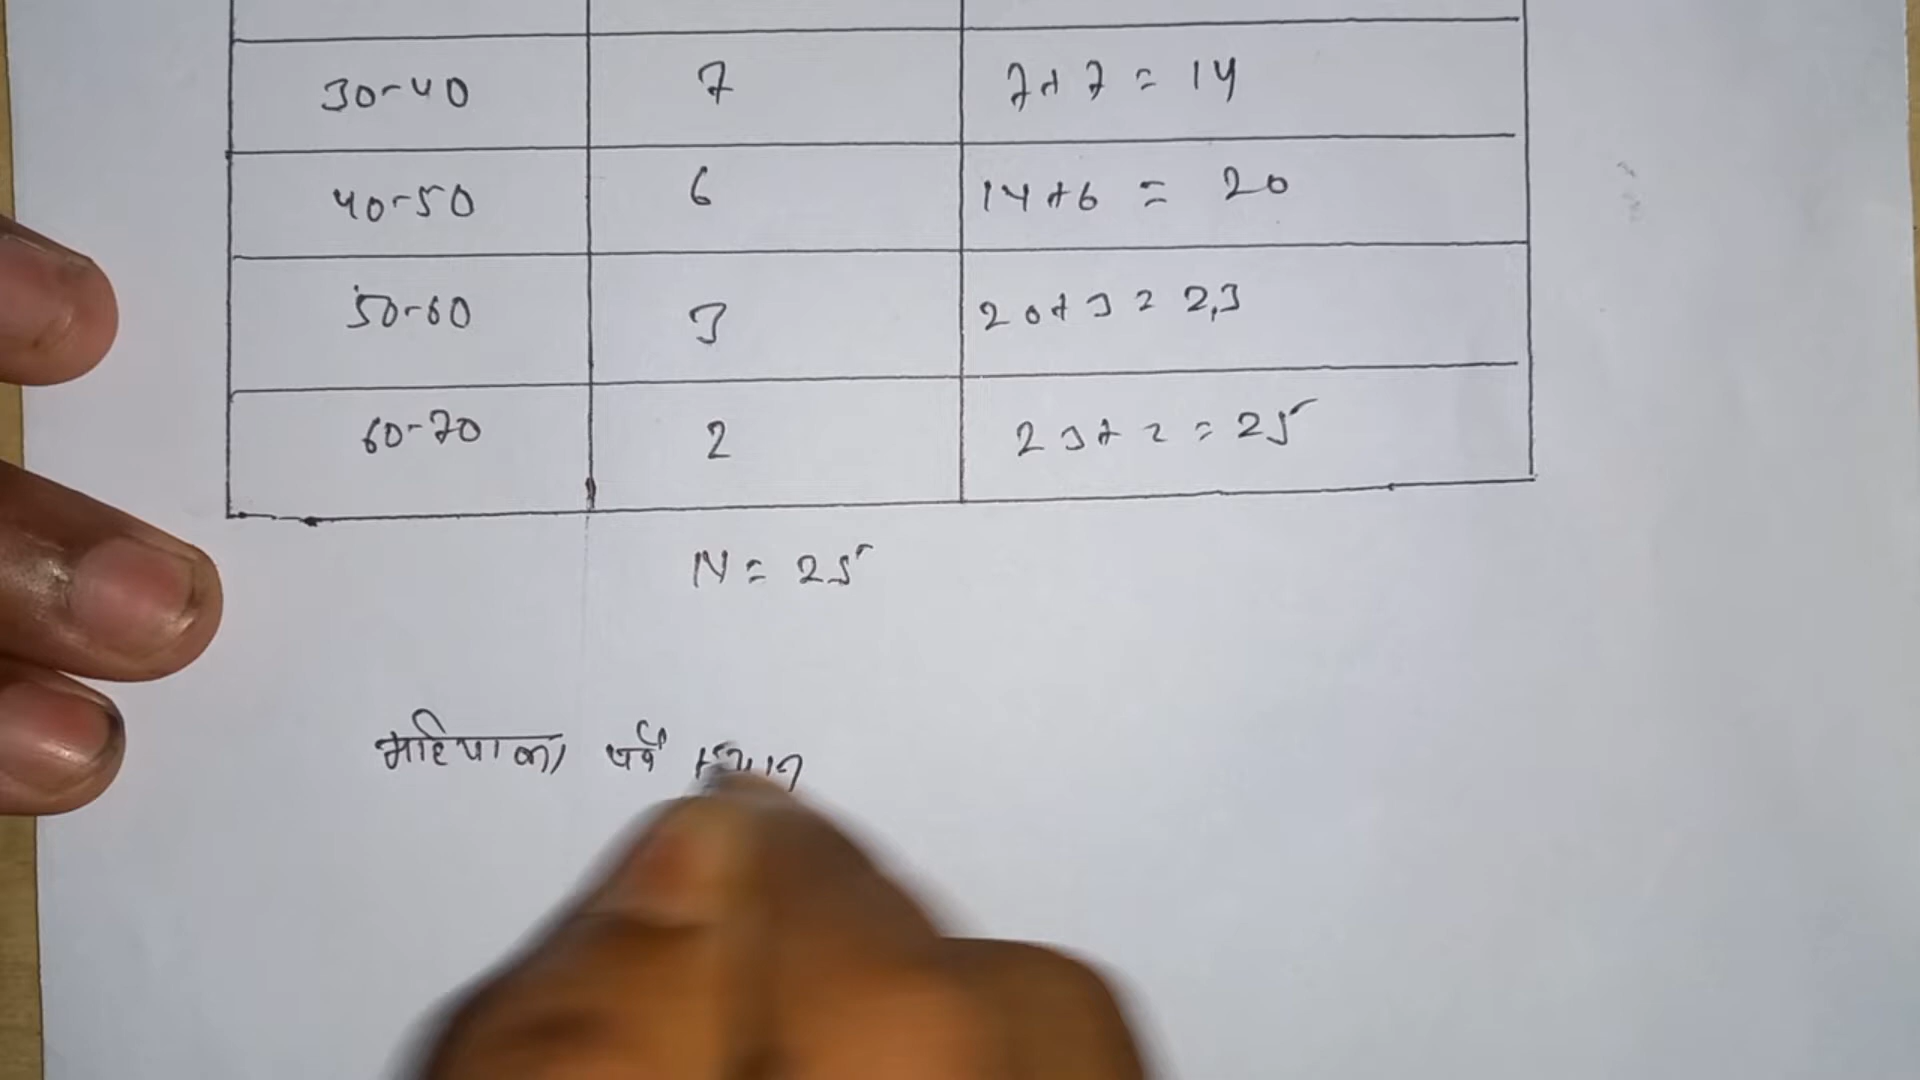 30-40 7 7+7 = 14
40-50 6 14+6 = 20
50-60 3 20+3 = 23
60-70 2 23+2 = 25
N = 25